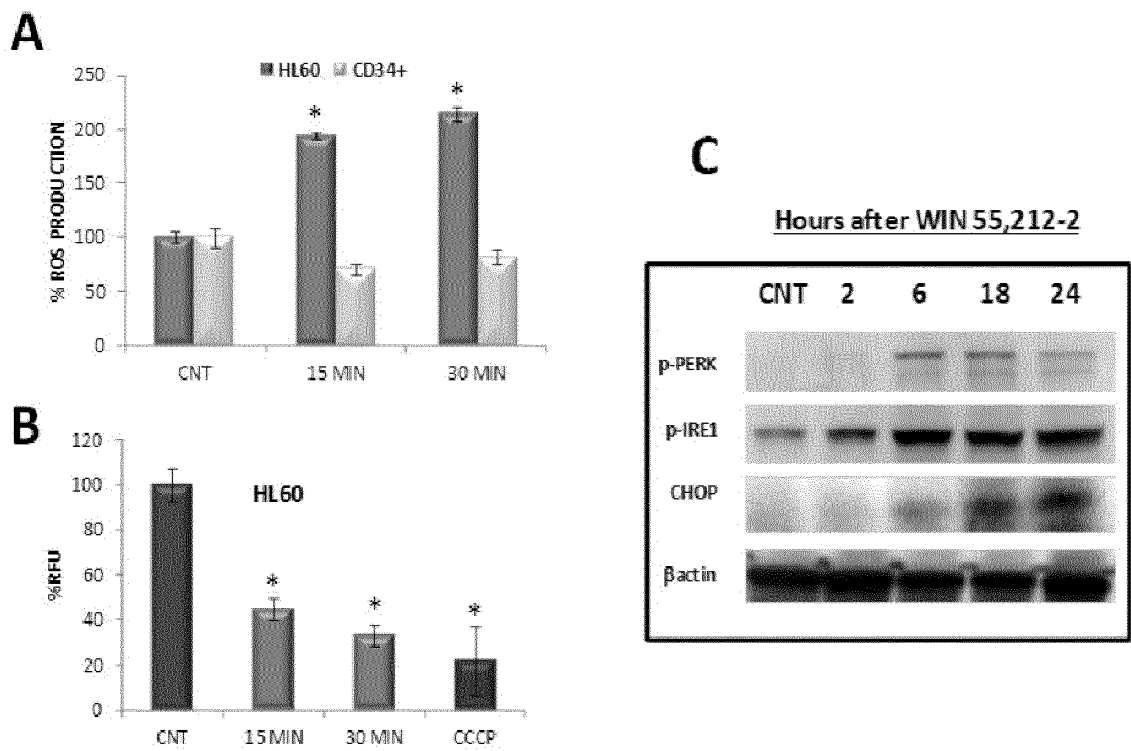 A
HL60 CD34+
% ROS PRODUCTION
250
200
150
100
50
0
* *
CNT 15 MIN 30 MIN
B
HL60
%RFU
120
100
80
60
40
20
0
* * *
CNT 15 MIN 30 MIN CCCP
C
Hours after WIN 55,212-2
CNT 2 6 18 24
p-PERK
p-IRE1
CHOP
βactin